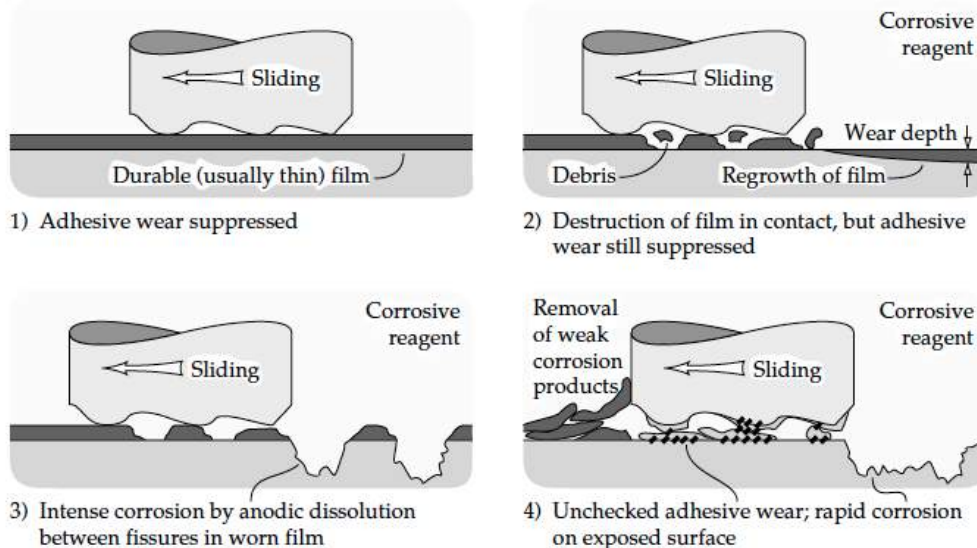 Sliding
Durable (usually thin) film
1) Adhesive wear suppressed
Corrosive
reagent
Sliding
Wear depth
Debris
Regrowth of film
2) Destruction of film in contact, but adhesive
wear still suppressed
Corrosive
reagent
Sliding
3) Intense corrosion by anodic dissolution
between fissures in worn film
Removal
of weak
corrosion
products
Corrosive
reagent
Sliding
4) Unchecked adhesive wear; rapid corrosion
on exposed surface